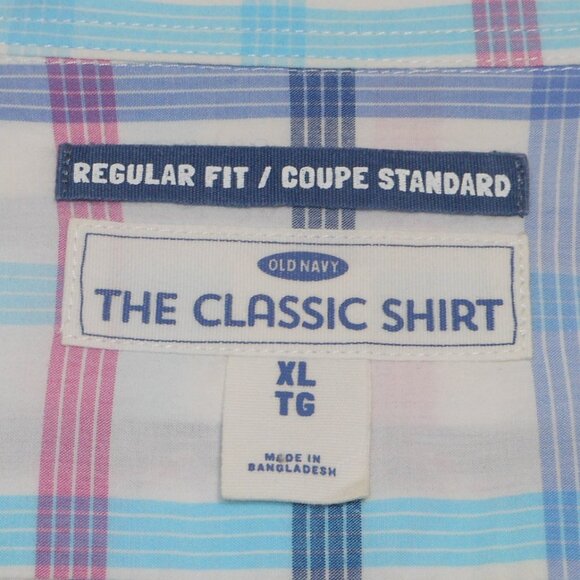 REGULAR FIT / COUPE STANDARD
OLD NAVY
THE CLASSIC SHIRT
XL
TG
MADE IN
BANGLADESH